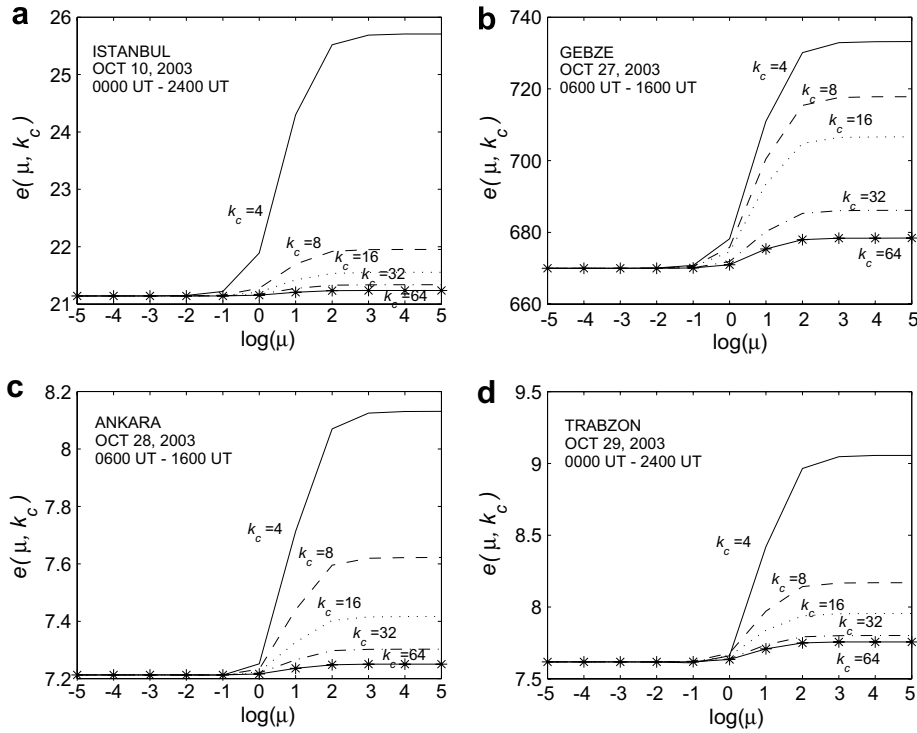 a
26
25
24
23
22
21
e( μ, k_c )
ISTANBUL
OCT 10, 2003
0000 UT - 2400 UT
k_c =4
k_c =8
k_c =16
k_c =32
k_c =64
-5 -4 -3 -2 -1 0 1 2 3 4 5
log(μ)
b
740
720
700
680
660
e( μ, k_c )
GEBZE
OCT 27, 2003
0600 UT - 1600 UT
k_c =4
k_c =8
k_c =16
k_c =32
k_c =64
-5 -4 -3 -2 -1 0 1 2 3 4 5
log(μ)
c
8.2
8
7.8
7.6
7.4
7.2
e( μ, k_c )
ANKARA
OCT 28, 2003
0600 UT - 1600 UT
k_c =4
k_c =8
k_c =16
k_c =32
k_c =64
-5 -4 -3 -2 -1 0 1 2 3 4 5
log(μ)
d
9.5
9
8.5
8
7.5
e( μ, k_c )
TRABZON
OCT 29, 2003
0000 UT - 2400 UT
k_c =4
k_c =8
k_c =16
k_c =32
k_c =64
-5 -4 -3 -2 -1 0 1 2 3 4 5
log(μ)